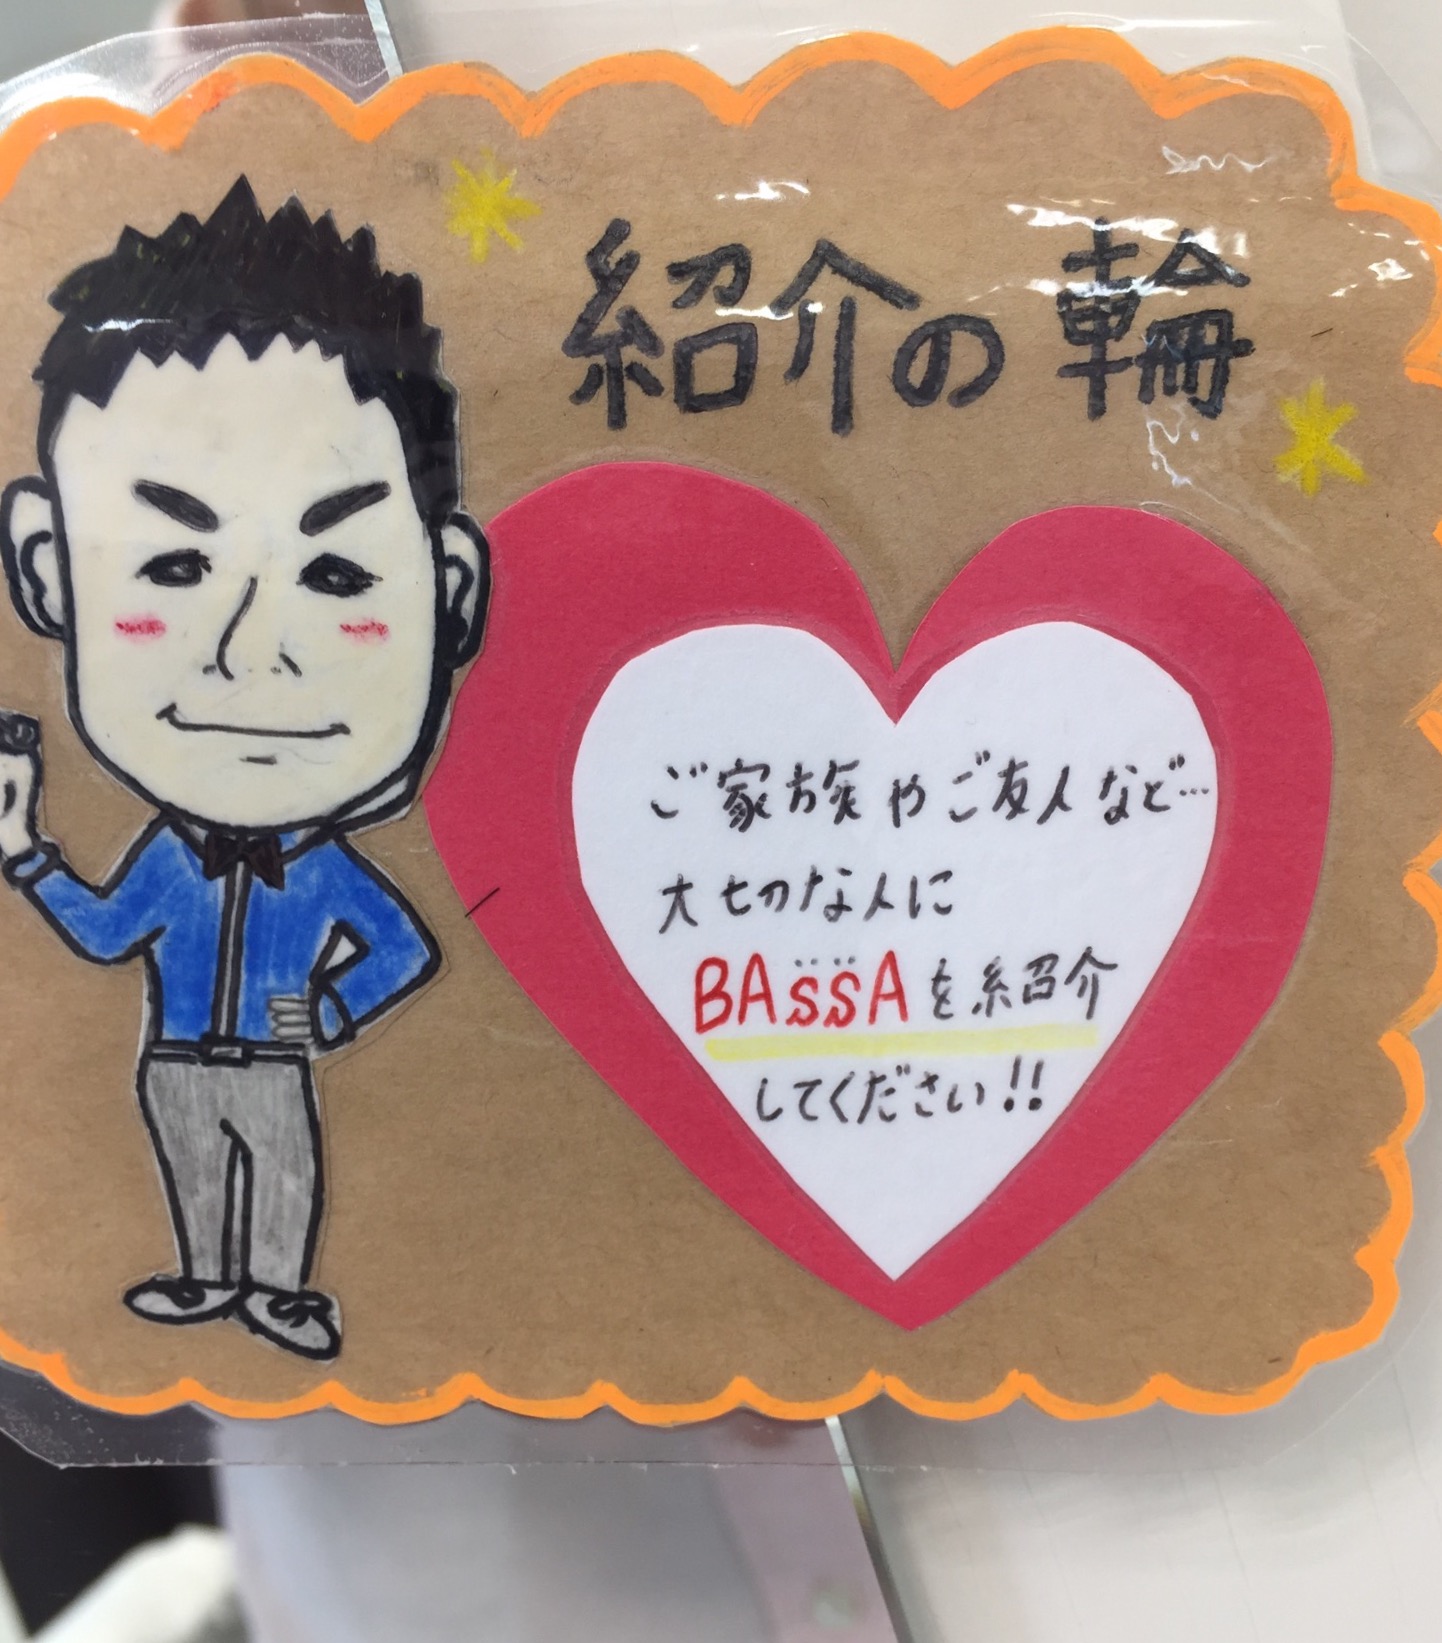 紹介の輪
ご家族やご友人など…
大切な人に
BASSAを紹介
してください!!